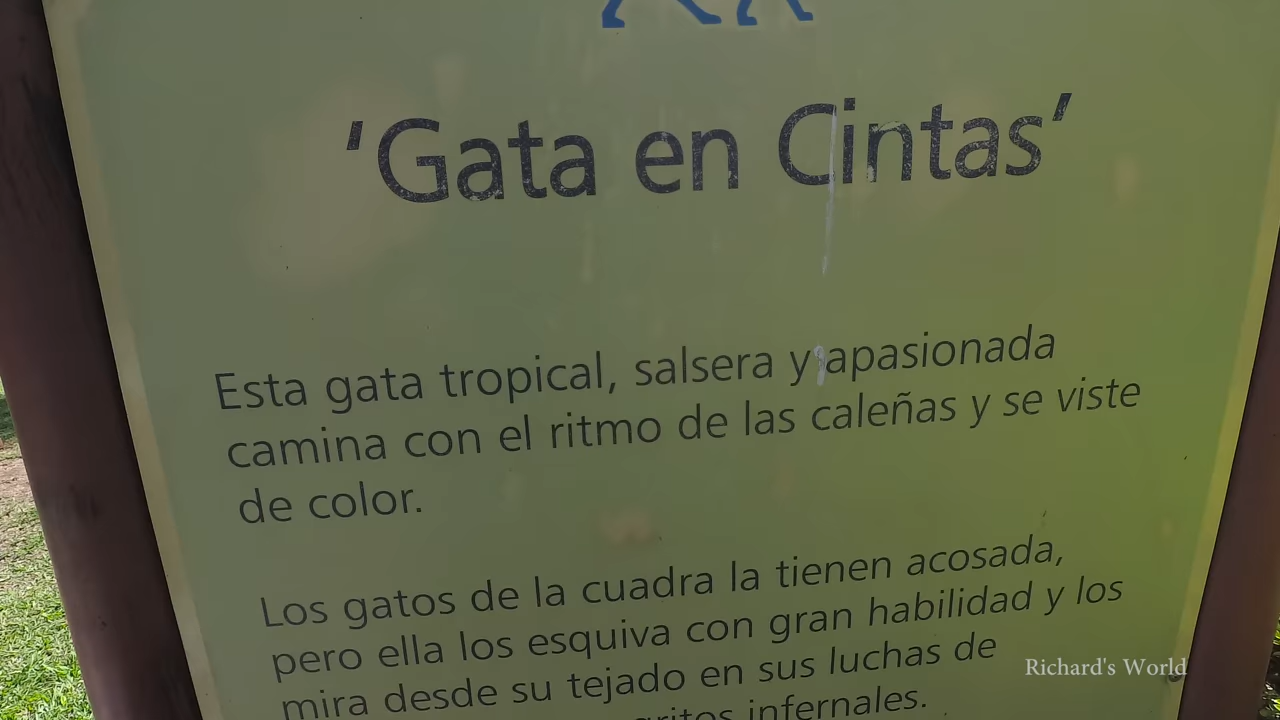 'Gata en Cintas'
Esta gata tropical, salsera y apasionada
camina con el ritmo de las caleñas y se viste
de color.
Los gatos de la cuadra la tienen acosada,
pero ella los esquiva con gran habilidad y los
mira desde su tejado en sus luchas de
gritos infernales.
Richard's World